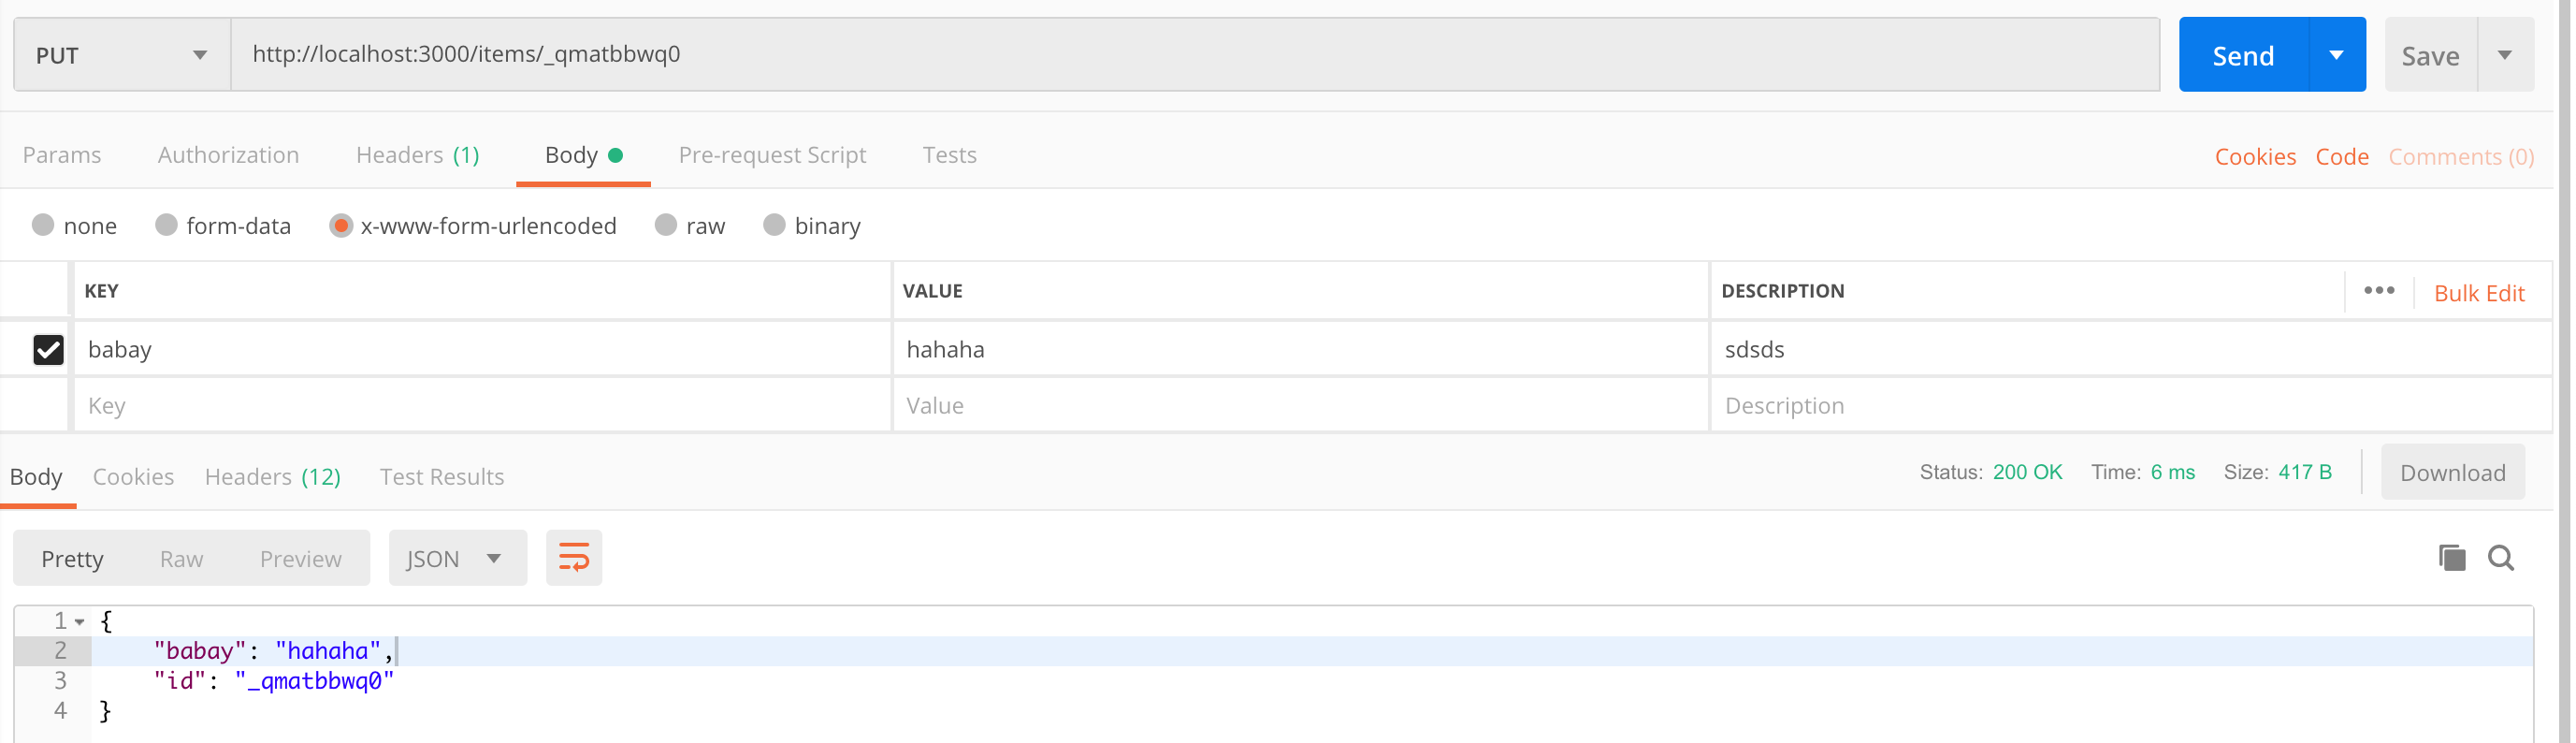 PUT http://localhost:3000/items/_qmatbbwq0 Send Save
Params Authorization Headers (1) Body Pre-request Script Tests Cookies Code Comments (0)
none form-data x-www-form-urlencoded raw binary
KEY VALUE DESCRIPTION ••• Bulk Edit
babay hahaha sdsds
Key Value Description
Body Cookies Headers (12) Test Results Status: 200 OK Time: 6 ms Size: 417 B Download
Pretty Raw Preview JSON
1 {
2 "babay": "hahaha",
3 "id": "_qmatbbwq0"
4 }